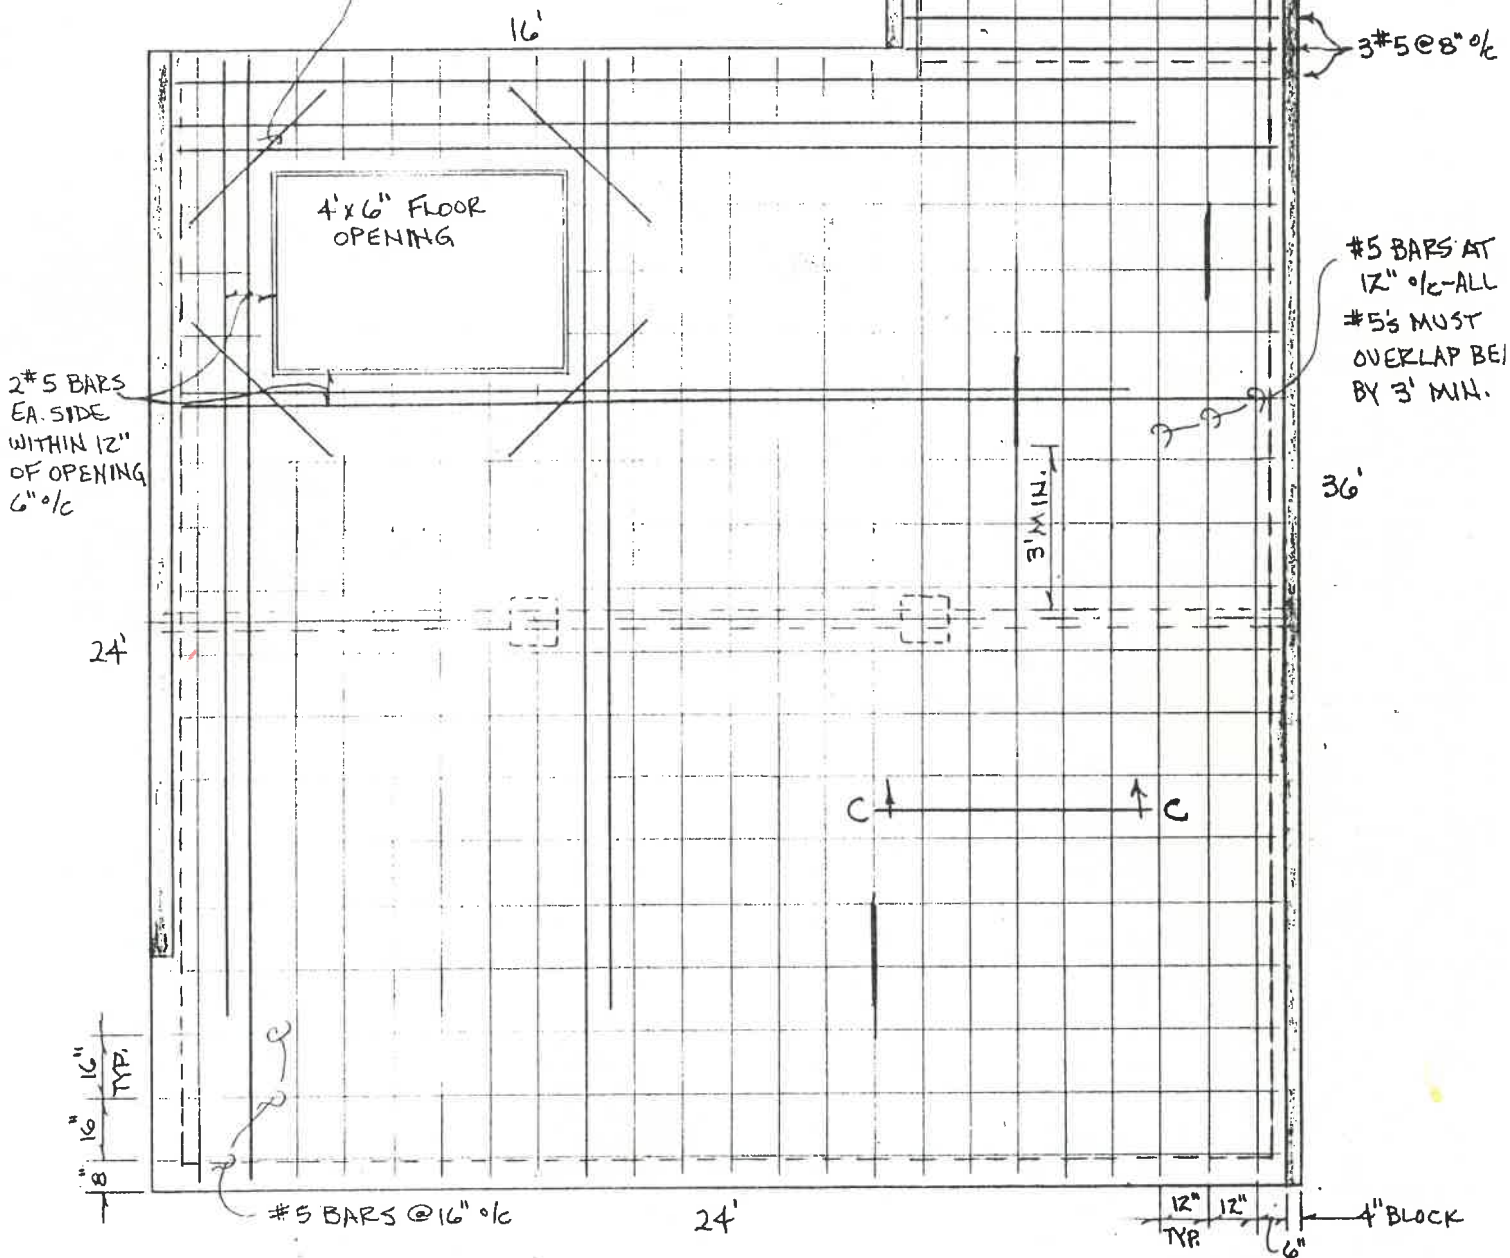 16'
3#5@8" o/c
4'x6" FLOOR
OPENING
#5 BARS AT
12" o/c-ALL
#5's MUST
OVERLAP BE
BY 3' MIN.
2#5 BARS
EA. SIDE
WITHIN 12"
OF OPENING
6" o/c
3' MIN.
36'
24'
C
C
16"
TYP.
16"
8"
#5 BARS @16" o/c
24'
12"
12"
TYP.
6"
4" BLOCK